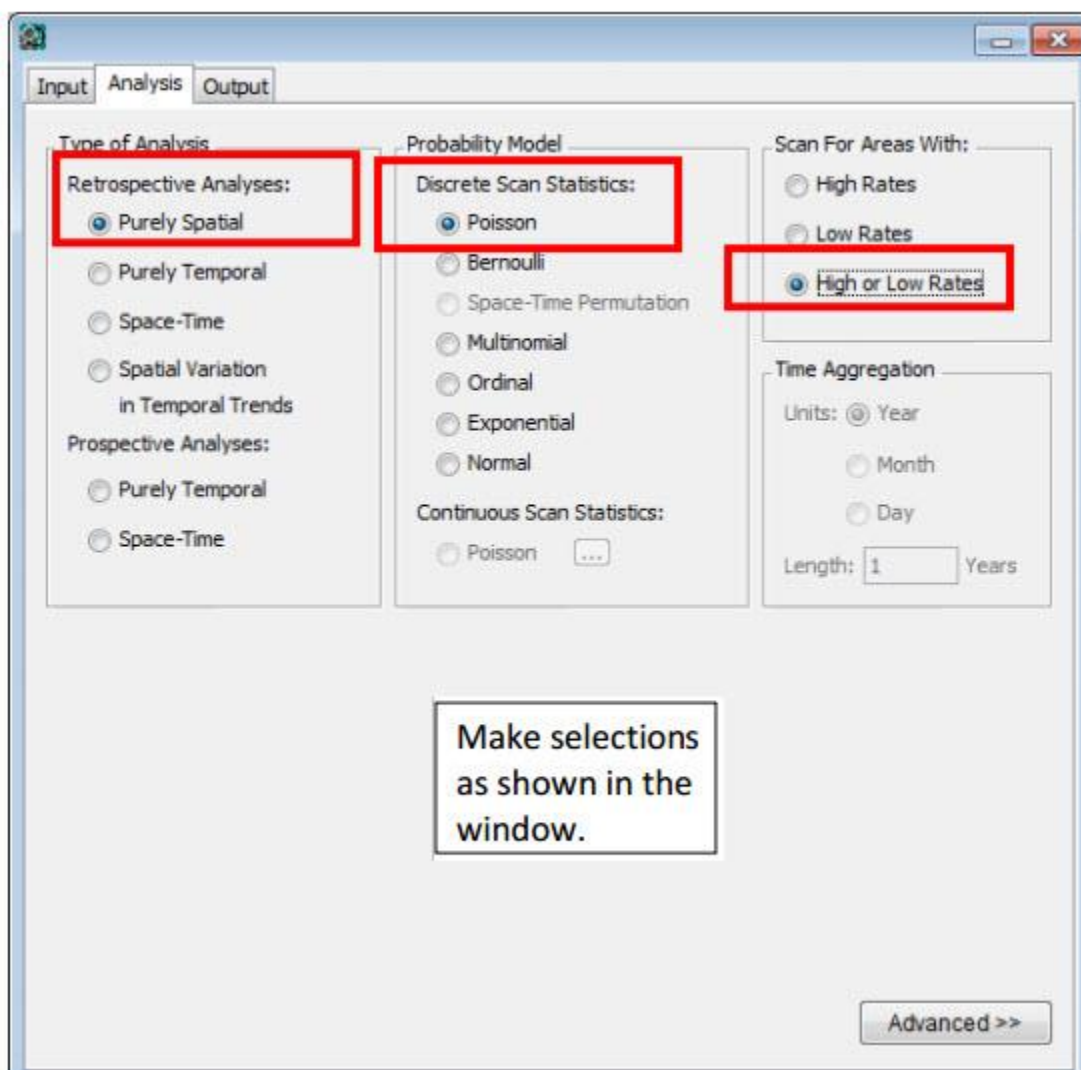 Input Analysis Output
Type of Analysis
Retrospective Analyses:
Purely Spatial
Purely Temporal
Space-Time
Spatial Variation
in Temporal Trends
Prospective Analyses:
Purely Temporal
Space-Time
Probability Model
Discrete Scan Statistics:
Poisson
Bernoulli
Space-Time Permutation
Multinomial
Ordinal
Exponential
Normal
Continuous Scan Statistics:
Poisson ...
Scan For Areas With:
High Rates
Low Rates
High or Low Rates
Time Aggregation
Units: Year
Month
Day
Length: 1 Years
Make selections
as shown in the
window.
Advanced >>